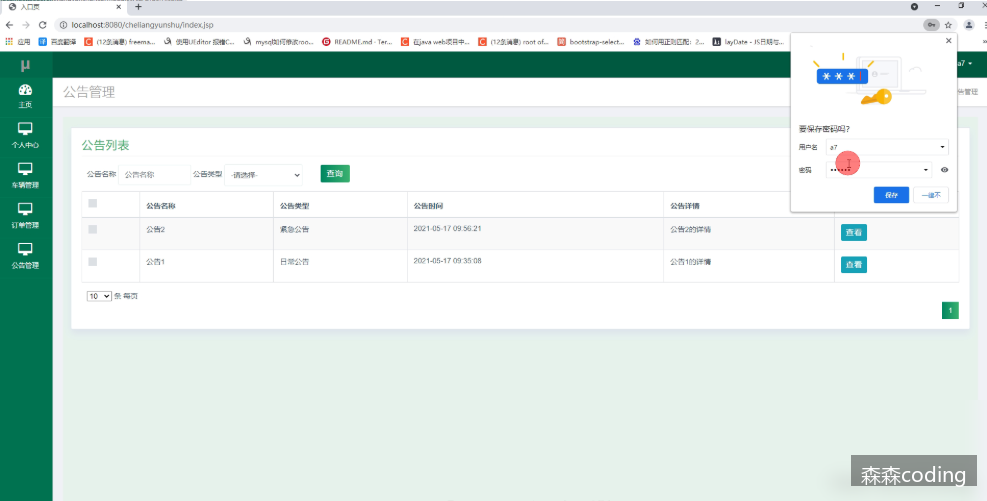 入口页
localhost:8080/cheliangyunshu/index.jsp
应用 百度翻译 (12条消息) freema... 使用UEditor 报错C... mysql如何修改roo... README.md · Ter... 在java web项目中... (12条消息) root of... bootstrap-select... 如何用正则匹配：2... layDate - JS日期与...
μ
a7
主页
个人中心
车辆管理
订单管理
公告管理
公告管理
告管理
公告列表
公告名称 公告名称 公告类型 -请选择- 查询
公告名称 公告类型 公告时间 公告详情
公告2 紧急公告 2021-05-17 09:56:21 公告2的详情 查看
公告1 日常公告 2021-05-17 09:35:08 公告1的详情 查看
10 条 每页
1
要保存密码吗?
用户名 a7
密码 ••••••
保存 一律不
森森coding